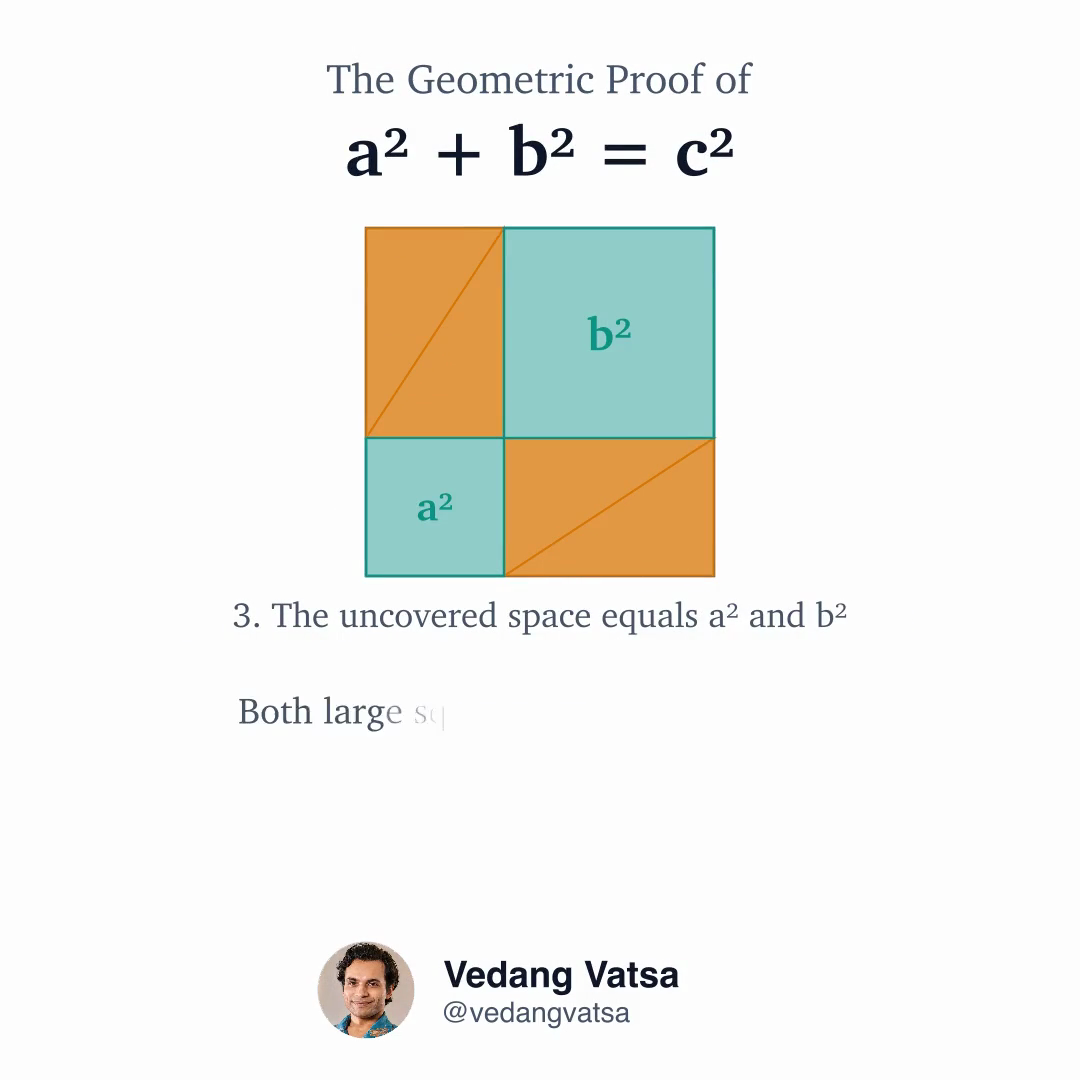 The Geometric Proof of
a² + b² = c²
b²
a²
3. The uncovered space equals a² and b²
Both large
Vedang Vatsa
@vedangvatsa